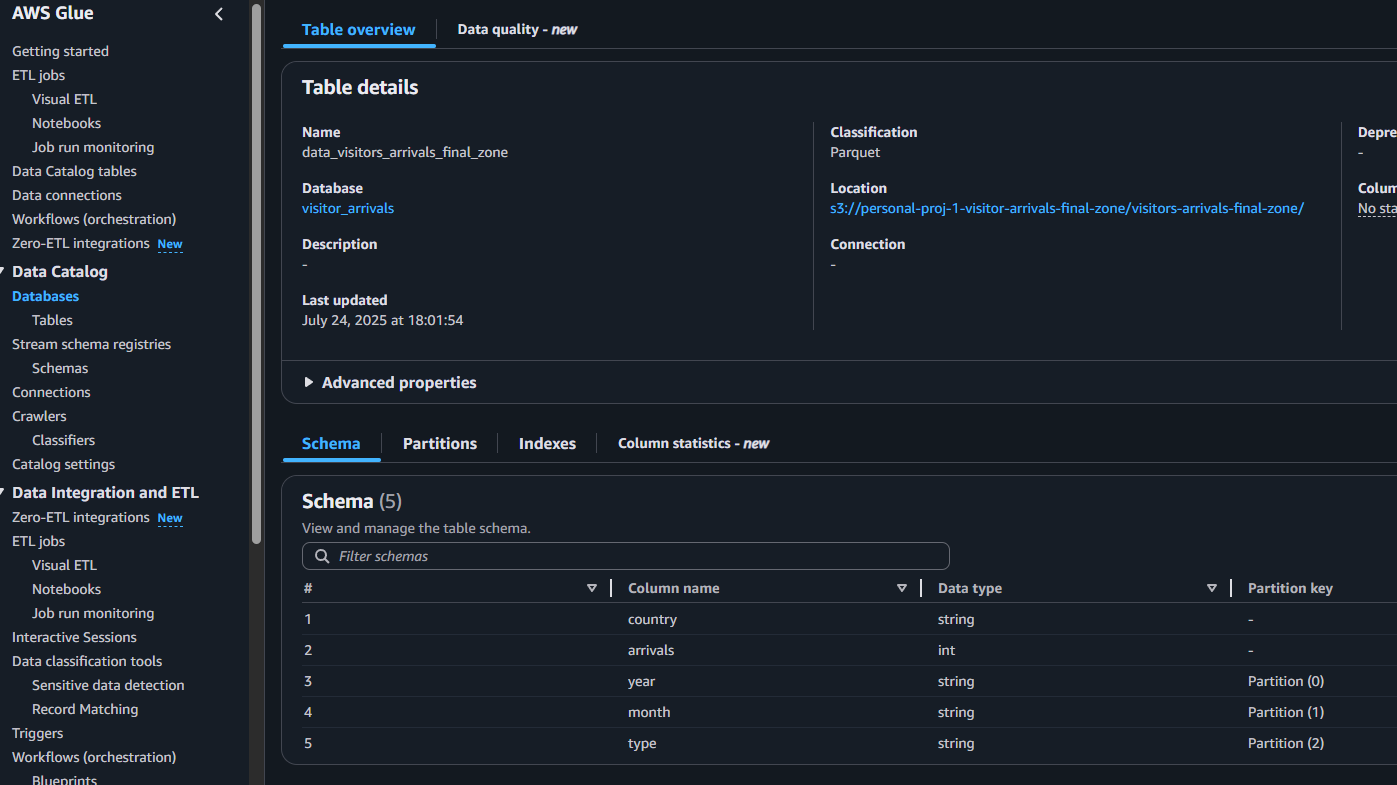 AWS Glue
Getting started
ETL jobs
Visual ETL
Notebooks
Job run monitoring
Data Catalog tables
Data connections
Workflows (orchestration)
Zero-ETL integrations New
Data Catalog
Databases
Tables
Stream schema registries
Schemas
Connections
Crawlers
Classifiers
Catalog settings
Data Integration and ETL
Zero-ETL integrations New
ETL jobs
Visual ETL
Notebooks
Job run monitoring
Interactive Sessions
Data classification tools
Sensitive data detection
Record Matching
Triggers
Workflows (orchestration)
Blueprints
Table overview Data quality - new
Table details
Name
data_visitors_arrivals_final_zone
Database
visitor_arrivals
Description
-
Last updated
July 24, 2025 at 18:01:54
Classification
Parquet
Location
s3://personal-proj-1-visitor-arrivals-final-zone/visitors-arrivals-final-zone/
Connection
-
Depre
-
Colum
No sta
Advanced properties
Schema Partitions Indexes Column statistics - new
Schema (5)
View and manage the table schema.
Filter schemas
# Column name Data type Partition key
1 country string -
2 arrivals int -
3 year string Partition (0)
4 month string Partition (1)
5 type string Partition (2)